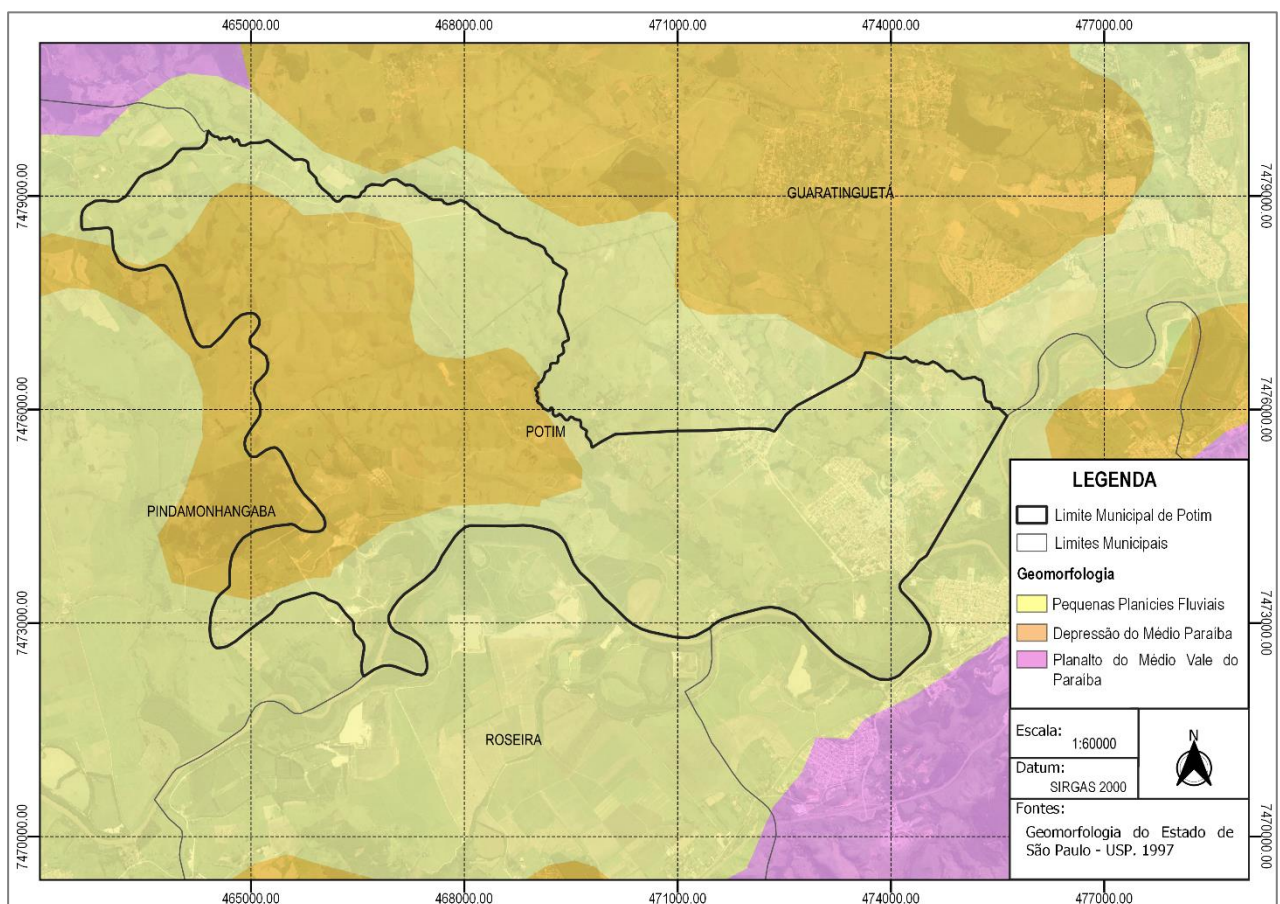 465000.00 468000.00 471000.00 474000.00 477000.00
7479000.00 7479000.00
7476000.00 7476000.00
7473000.00 7473000.00
7470000.00 7470000.00
GUARATINGUETÁ
POTIM
PINDAMONHANGABA
ROSEIRA
LEGENDA
Limite Municipal de Potim
Limites Municipais
Geomorfologia
Pequenas Planícies Fluviais
Depressão do Médio Paraíba
Planalto do Médio Vale do
Paraíba
Escala:
1:60000
N
Datum:
SIRGAS 2000
Fontes:
Geomorfologia do Estado de
São Paulo - USP. 1997
465000.00 468000.00 471000.00 474000.00 477000.00